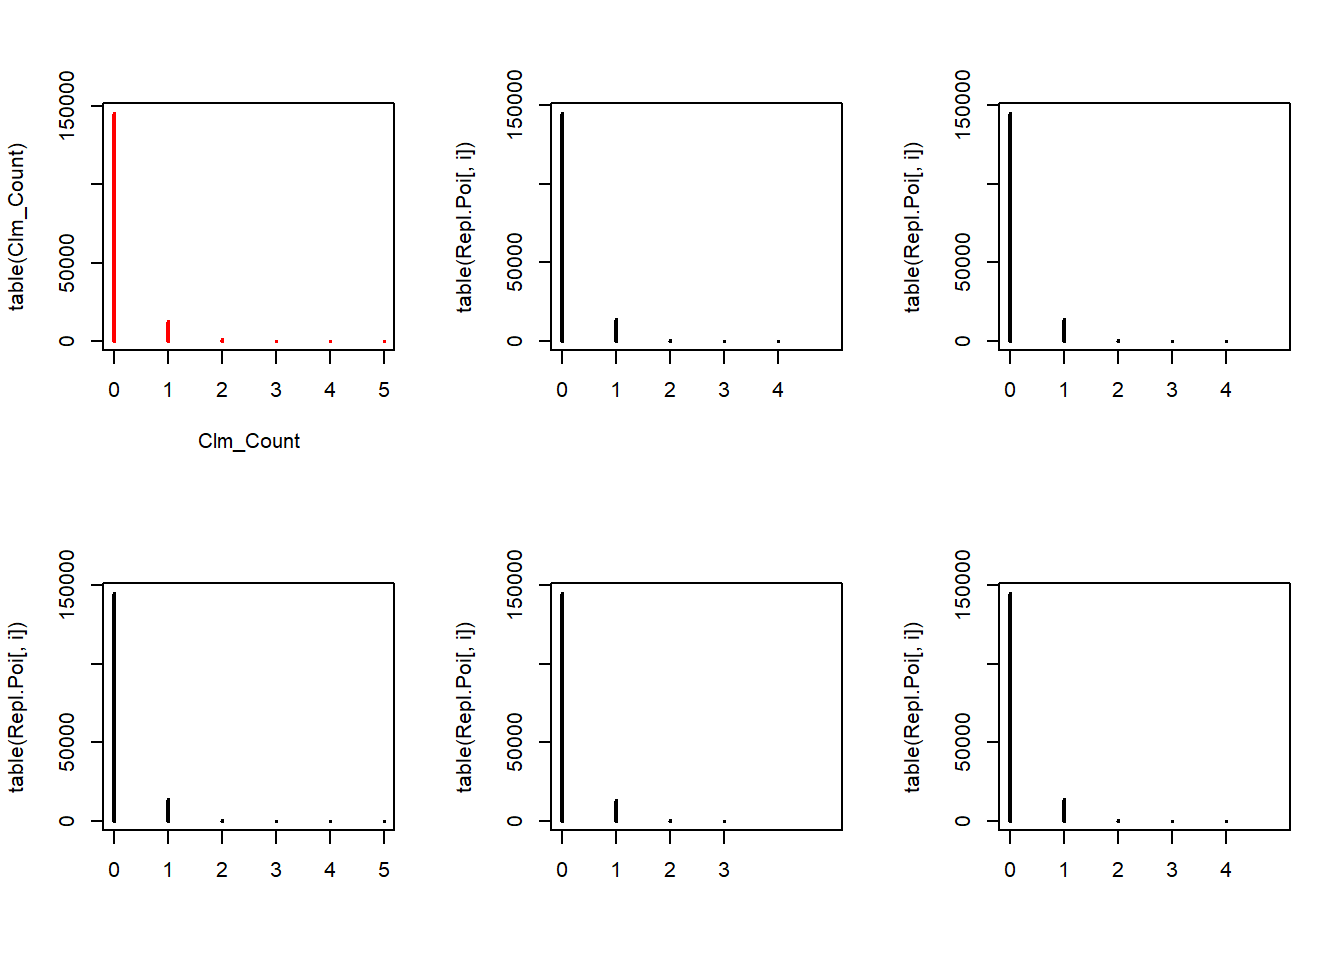 table(Clm_Count)
150000
50000
0
0 1 2 3 4 5
Clm_Count
table(Repl.Poi[, i])
150000
50000
0
0 1 2 3 4
table(Repl.Poi[, i])
150000
50000
0
0 1 2 3 4
table(Repl.Poi[, i])
150000
50000
0
0 1 2 3 4 5
table(Repl.Poi[, i])
150000
50000
0
0 1 2 3
table(Repl.Poi[, i])
150000
50000
0
0 1 2 3 4